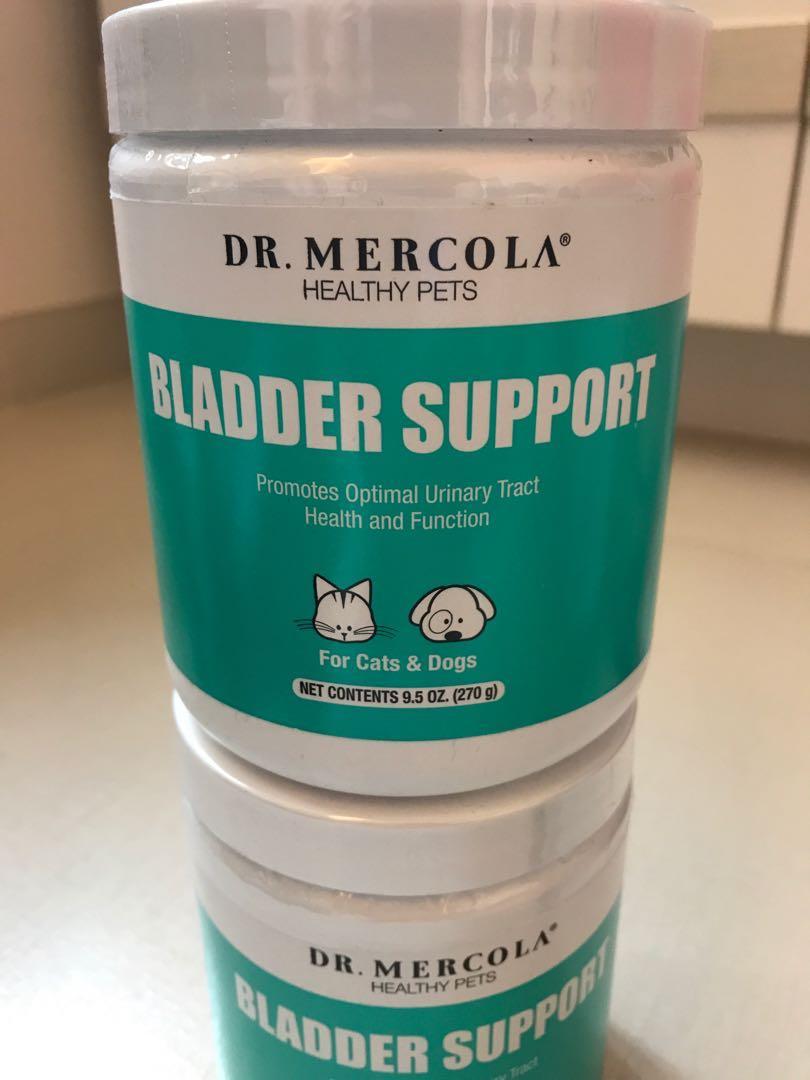 DR. MERCOLA®
HEALTHY PETS
BLADDER SUPPORT
Promotes Optimal Urinary Tract
Health and Function
For Cats & Dogs
NET CONTENTS 9.5 OZ. (270 g)
DR. MERCOLA®
HEALTHY PETS
BLADDER SUPPORT
Tract